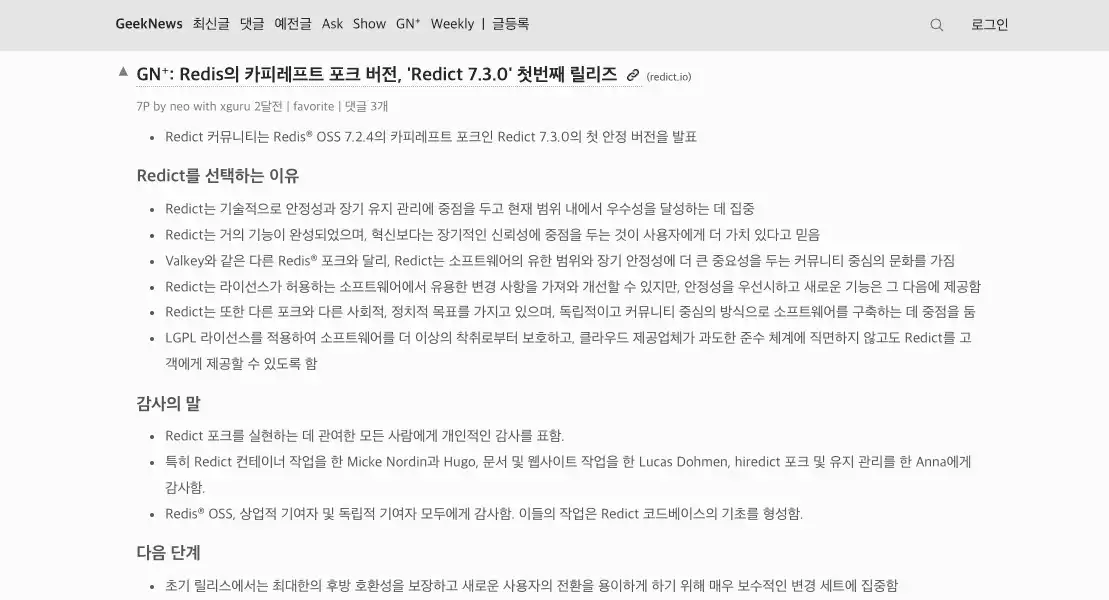 GeekNews 최신글 댓글 예전글 Ask Show GN⁺ Weekly | 글등록 로그인
▲ GN⁺: Redis의 카피레프트 포크 버전, 'Redict 7.3.0' 첫번째 릴리즈 (redict.io)
7P by neo with xguru 2달전 | favorite | 댓글 3개
• Redict 커뮤니티는 Redis® OSS 7.2.4의 카피레프트 포크인 Redict 7.3.0의 첫 안정 버전을 발표
Redict를 선택하는 이유
• Redict는 기술적으로 안정성과 장기 유지 관리에 중점을 두고 현재 범위 내에서 우수성을 달성하는 데 집중
• Redict는 거의 기능이 완성되었으며, 혁신보다는 장기적인 신뢰성에 중점을 두는 것이 사용자에게 더 가치 있다고 믿음
• Valkey와 같은 다른 Redis® 포크와 달리, Redict는 소프트웨어의 유한 범위와 장기 안정성에 더 큰 중요성을 두는 커뮤니티 중심의 문화를 가짐
• Redict는 라이선스가 허용하는 소프트웨어에서 유용한 변경 사항을 가져와 개선할 수 있지만, 안정성을 우선시하고 새로운 기능은 그 다음에 제공함
• Redict는 또한 다른 포크와 다른 사회적, 정치적 목표를 가지고 있으며, 독립적이고 커뮤니티 중심의 방식으로 소프트웨어를 구축하는 데 중점을 둠
• LGPL 라이선스를 적용하여 소프트웨어를 더 이상의 착취로부터 보호하고, 클라우드 제공업체가 과도한 준수 체계에 직면하지 않고도 Redict를 고
객에게 제공할 수 있도록 함
감사의 말
• Redict 포크를 실현하는 데 관여한 모든 사람에게 개인적인 감사를 표함.
• 특히 Redict 컨테이너 작업을 한 Micke Nordin과 Hugo, 문서 및 웹사이트 작업을 한 Lucas Dohmen, hiredict 포크 및 유지 관리를 한 Anna에게
감사함.
• Redis® OSS, 상업적 기여자 및 독립적 기여자 모두에게 감사함. 이들의 작업은 Redict 코드베이스의 기초를 형성함.
다음 단계
• 초기 릴리스에서는 최대한의 후방 호환성을 보장하고 새로운 사용자의 전환을 용이하게 하기 위해 매우 보수적인 변경 세트에 집중함